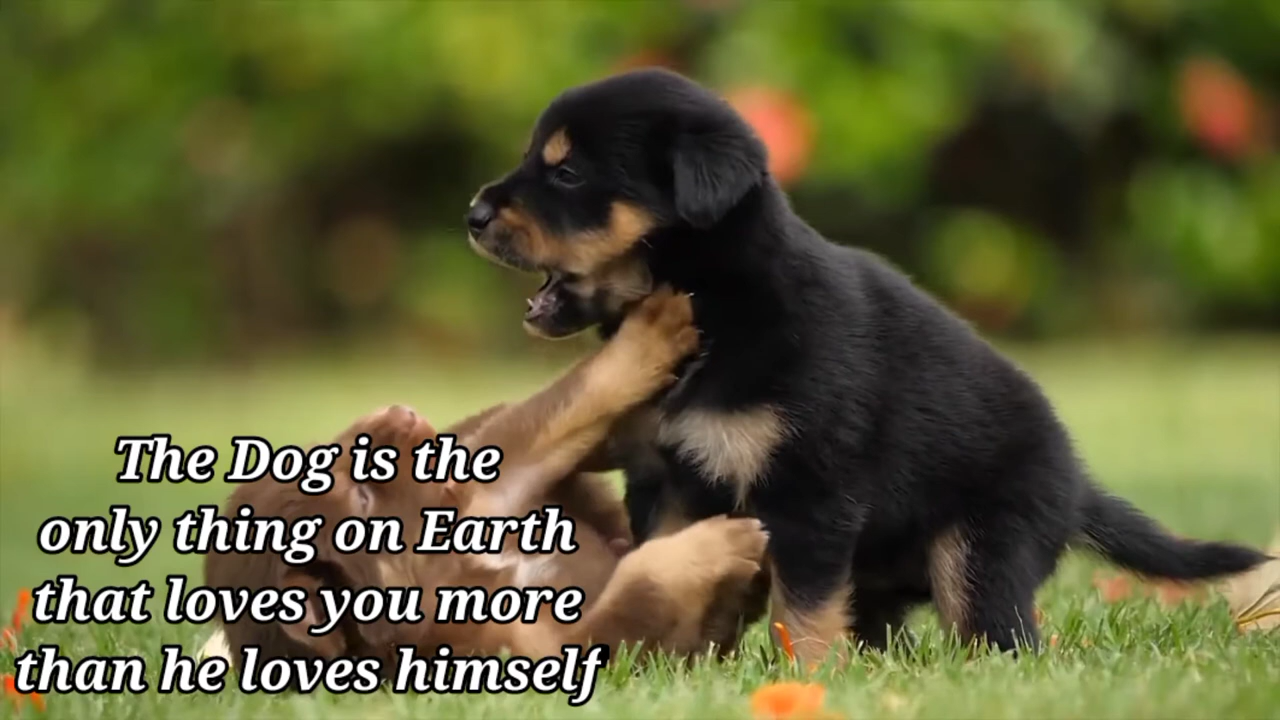 The Dog is the
only thing on Earth
that loves you more
than he loves himself